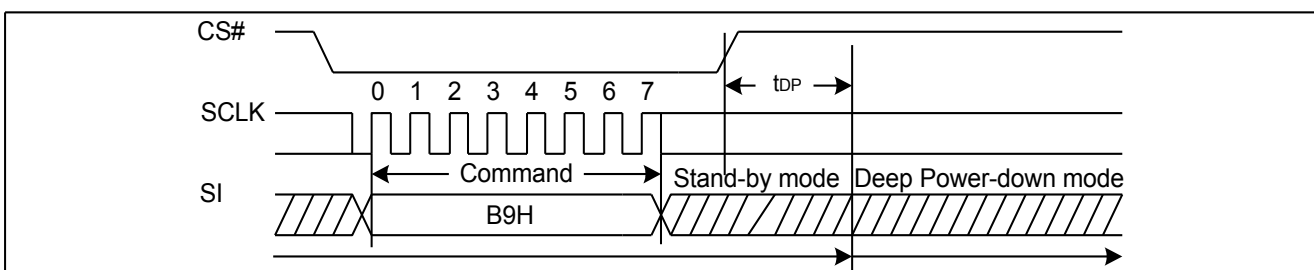 CS#
tDP
0 1 2 3 4 5 6 7
SCLK
Command
Stand-by mode Deep Power-down mode
SI
B9H